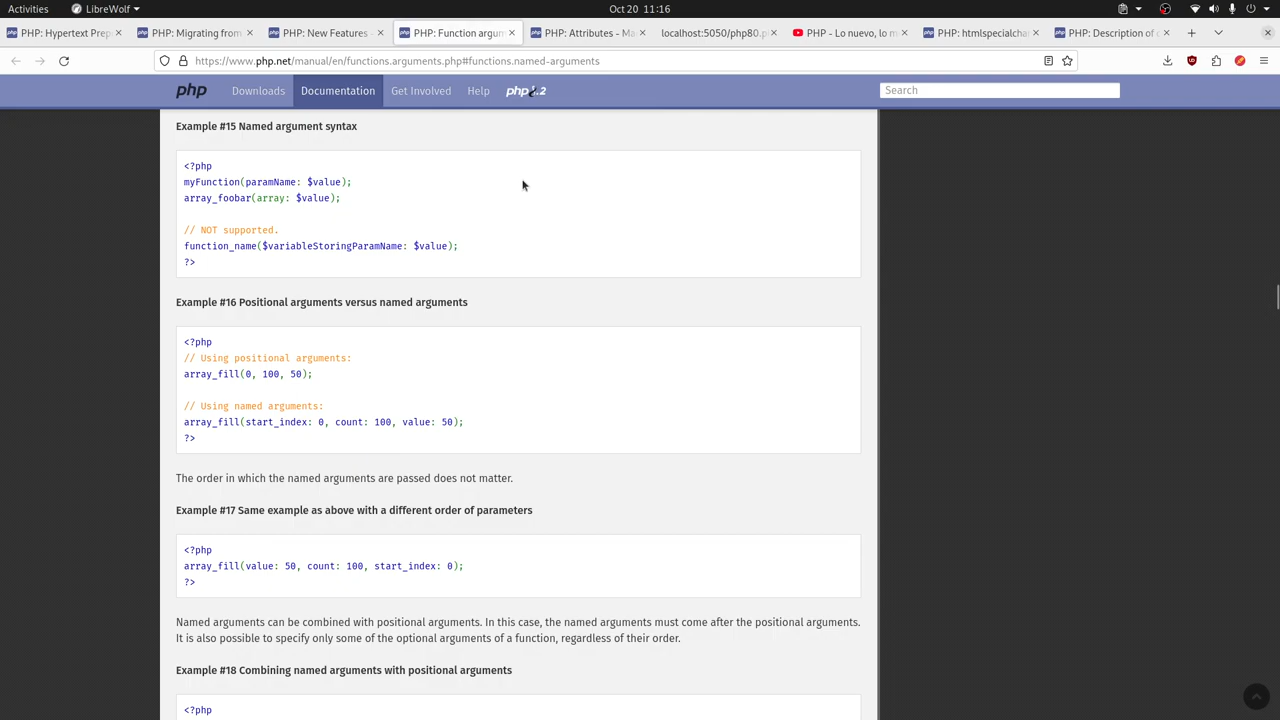 Activities LibreWolf Oct 20 11:16
PHP: Hypertext Prep PHP: Migrating from PHP: New Features - PHP: Function argum PHP: Attributes - Ma localhost:5050/php80.p PHP - Lo nuevo, lo m PHP: htmlspecialcha PHP: Description of c
https://www.php.net/manual/en/functions.arguments.php#functions.named-arguments
php Downloads Documentation Get Involved Help Search
Example #15 Named argument syntax
<?php
myFunction(paramName: $value);
array_foobar(array: $value);
// NOT supported.
function_name($variableStoringParamName: $value);
?>
Example #16 Positional arguments versus named arguments
<?php
// Using positional arguments:
array_fill(0, 100, 50);
// Using named arguments:
array_fill(start_index: 0, count: 100, value: 50);
?>
The order in which the named arguments are passed does not matter.
Example #17 Same example as above with a different order of parameters
<?php
array_fill(value: 50, count: 100, start_index: 0);
?>
Named arguments can be combined with positional arguments. In this case, the named arguments must come after the positional arguments.
It is also possible to specify only some of the optional arguments of a function, regardless of their order.
Example #18 Combining named arguments with positional arguments
<?php